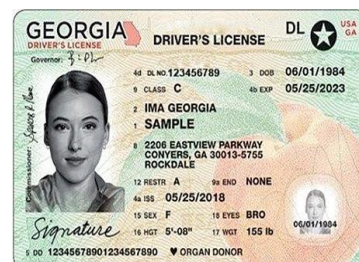 GEORGIA
DRIVER'S LICENSE
DRIVER'S LICENSE
DL
USA
GA
Governor:
4d DL NO.123456789
3 DOB 06/01/1984
9 CLASS C
4b EXP 05/25/2023
2 IMA GEORGIA
1 SAMPLE
8 2206 EASTVIEW PARKWAY
CONYERS, GA 30013-5755
ROCKDALE
12 RESTR A
9a END NONE
4a ISS 05/25/2018
15 SEX F
18 EYES BRO
16 HGT 5'-08"
17 WGT 155 lb
Commissioner:
Signature
06/01/1984
5 DD 12345678901234567890
♥ ORGAN DONOR